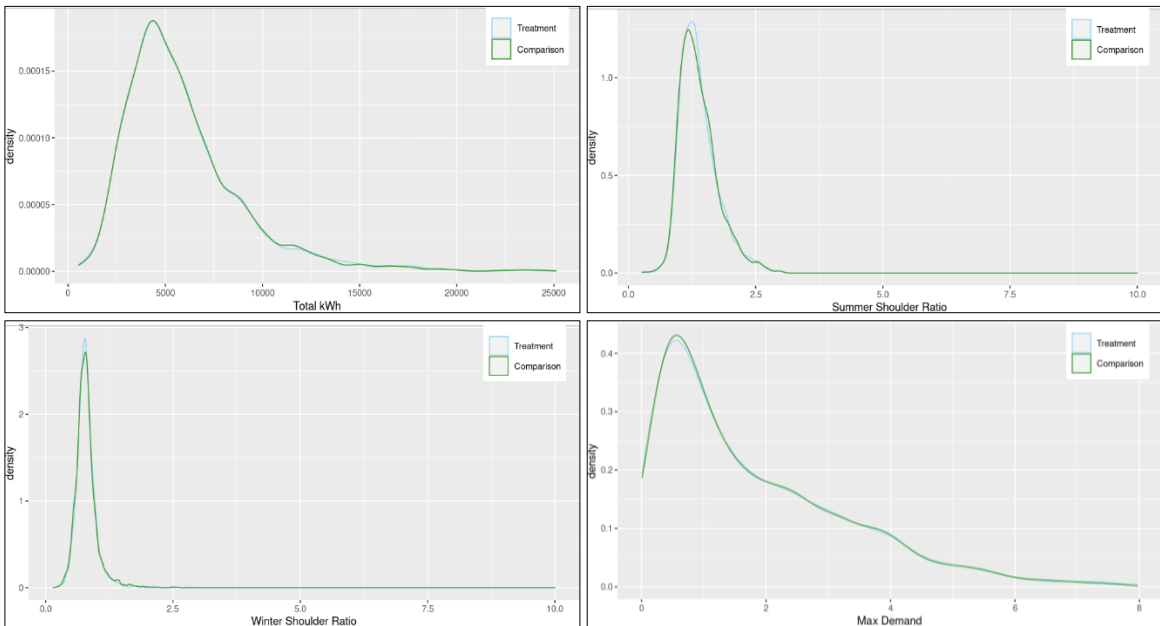 Treatment
Comparison
0.00015
0.00010
0.00005
0.00000
density
0
5000
10000
15000
20000
25000
Total kWh
Treatment
Comparison
1.0
0.5
0.0
density
0.0
2.5
5.0
7.5
10.0
Summer Shoulder Ratio
Treatment
Comparison
3
2
1
0
density
0.0
2.5
5.0
7.5
10.0
Winter Shoulder Ratio
Treatment
Comparison
0.4
0.3
0.2
0.1
0.0
density
0
2
4
6
8
Max Demand